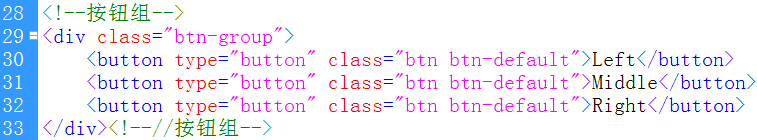 28 <!--按钮组-->
29 <div class="btn-group">
30 <button type="button" class="btn btn-default">Left</button>
31 <button type="button" class="btn btn-default">Middle</button>
32 <button type="button" class="btn btn-default">Right</button>
33 </div><!--//按钮组-->